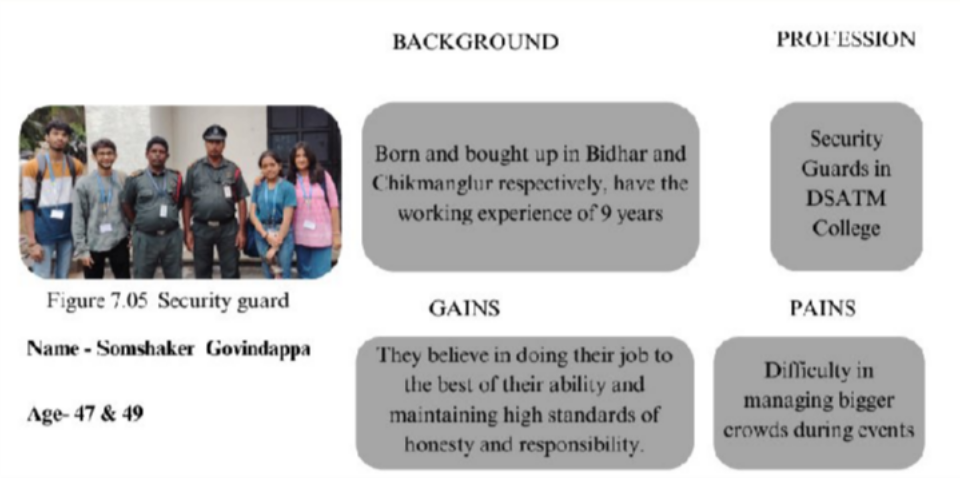 BACKGROUND
PROFESSION
Born and bought up in Bidhar and
Chikmanglur respectively, have the
working experience of 9 years
Security
Guards in
DSATM
College
Figure 7.05 Security guard
Name - Somshaker Govindappa
Age- 47 & 49
GAINS
They believe in doing their job to
the best of their ability and
maintaining high standards of
honesty and responsibility.
PAINS
Difficulty in
managing bigger
crowds during events